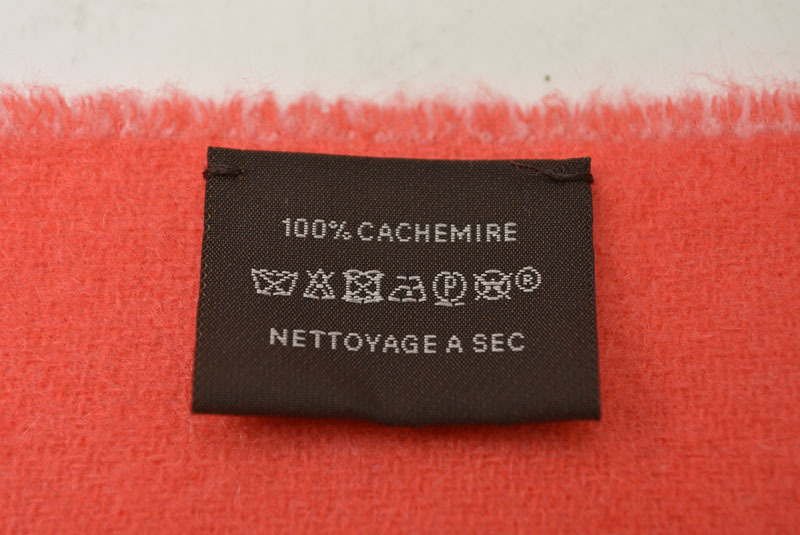 100% CACHEMIRE
P W ®
NETTOYAGE A SEC